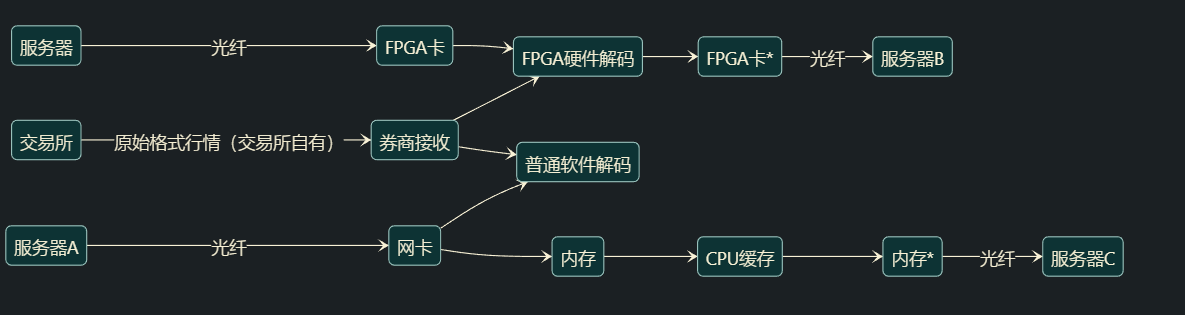 服务器
光纤
FPGA卡
FPGA硬件解码
FPGA卡*
光纤
服务器B
交易所
原始格式行情（交易所自有）
券商接收
普通软件解码
服务器A
光纤
网卡
内存
CPU缓存
内存*
光纤
服务器C